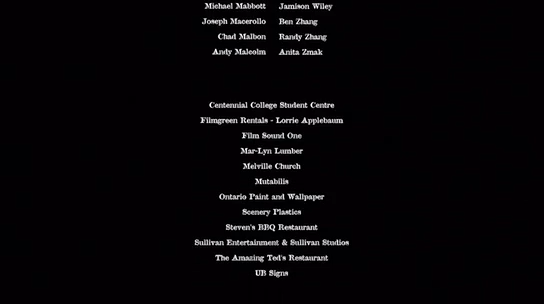 Michael Mabbott Jamison Wiley
Joseph Macerollo Ben Zhang
Chad Malbon Randy Zhang
Andy Malcolm Anita Zmak
Centennial College Student Centre
Filmgreen Rentals - Lorrie Applebaum
Film Sound One
Mar-Lyn Lumber
Melville Church
Mutabilis
Ontario Paint and Wallpaper
Scenery Plastics
Steven's BBQ Restaurant
Sullivan Entertainment & Sullivan Studios
The Amazing Ted's Restaurant
UB Signs